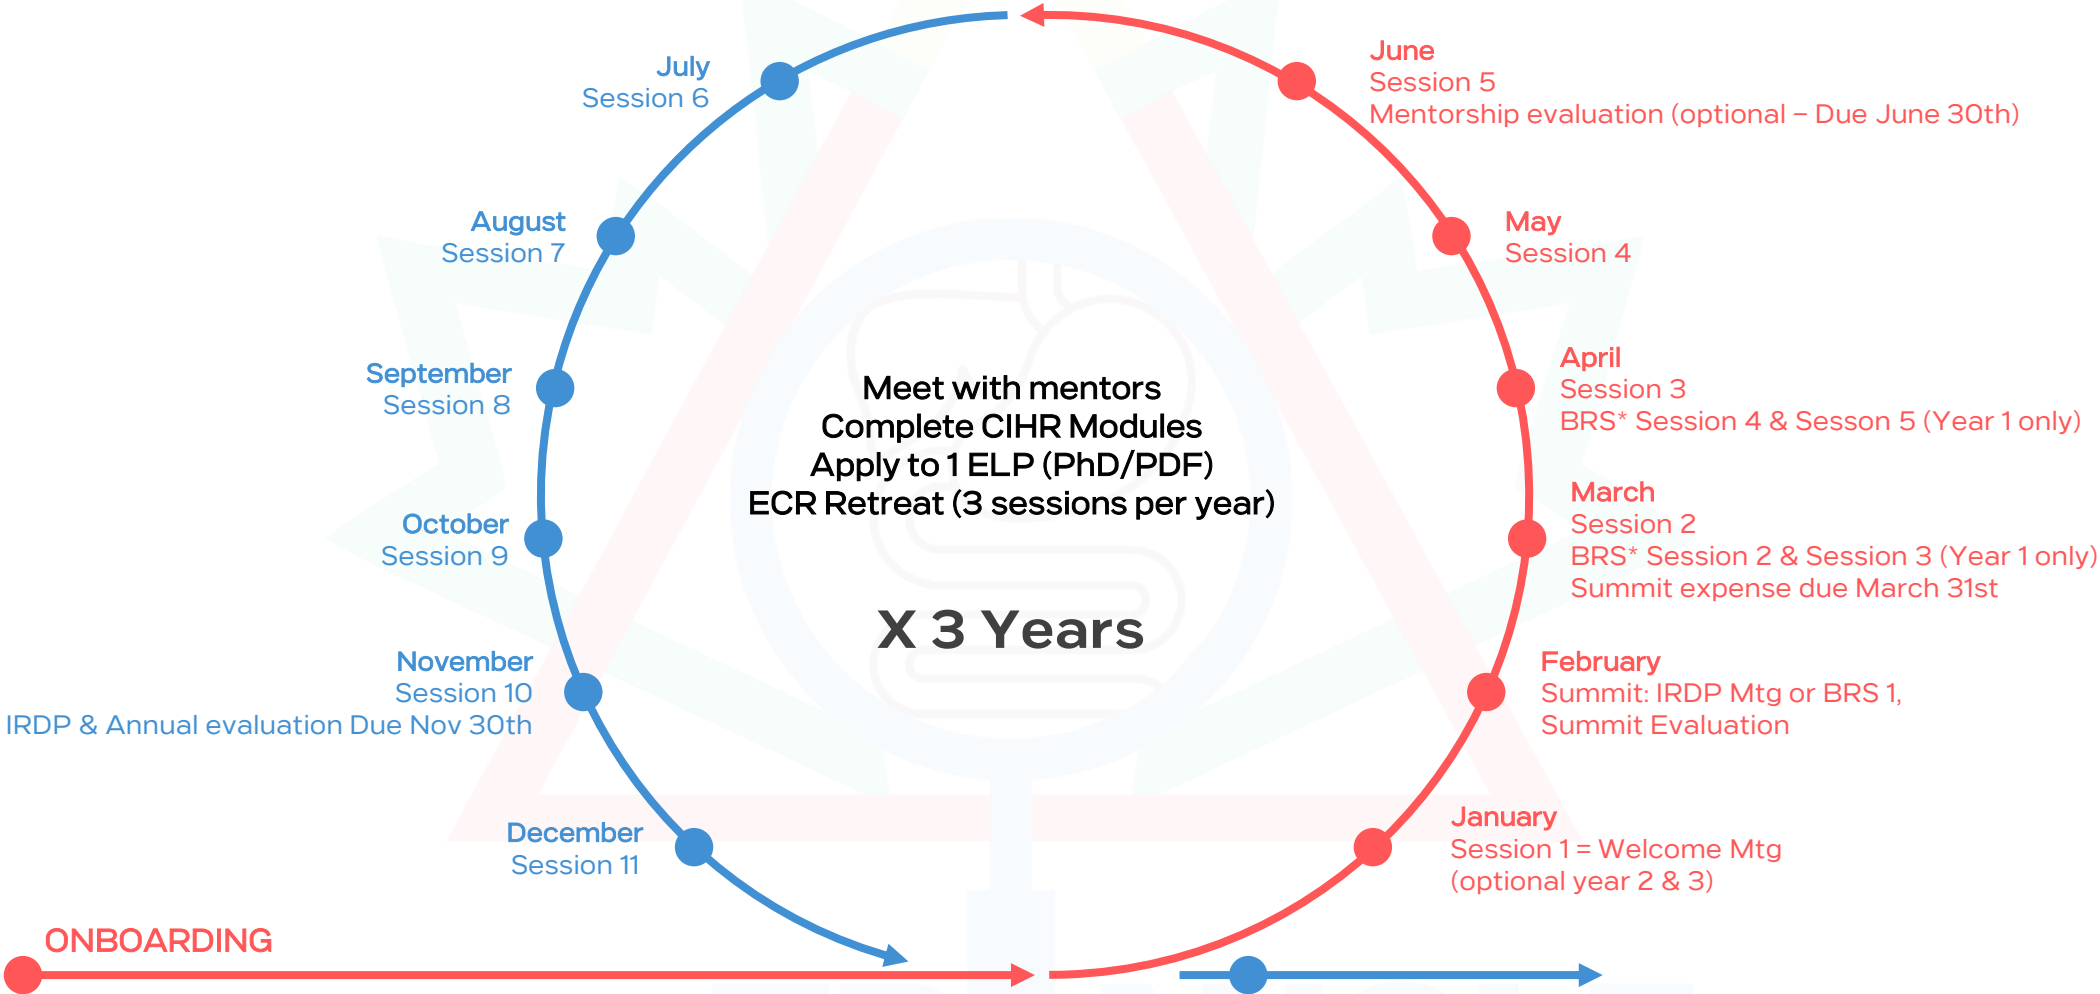 July
Session 6
August
Session 7
September
Session 8
October
Session 9
November
Session 10
IRDP & Annual evaluation Due Nov 30th
December
Session 11
ONBOARDING
Meet with mentors
Complete CIHR Modules
Apply to 1 ELP (PhD/PDF)
ECR Retreat (3 sessions per year)
X 3 Years
June
Session 5
Mentorship evaluation (optional – Due June 30th)
May
Session 4
April
Session 3
BRS* Session 4 & Sesson 5 (Year 1 only)
March
Session 2
BRS* Session 2 & Session 3 (Year 1 only)
Summit expense due March 31st
February
Summit: IRDP Mtg or BRS 1,
Summit Evaluation
January
Session 1 = Welcome Mtg
(optional year 2 & 3)